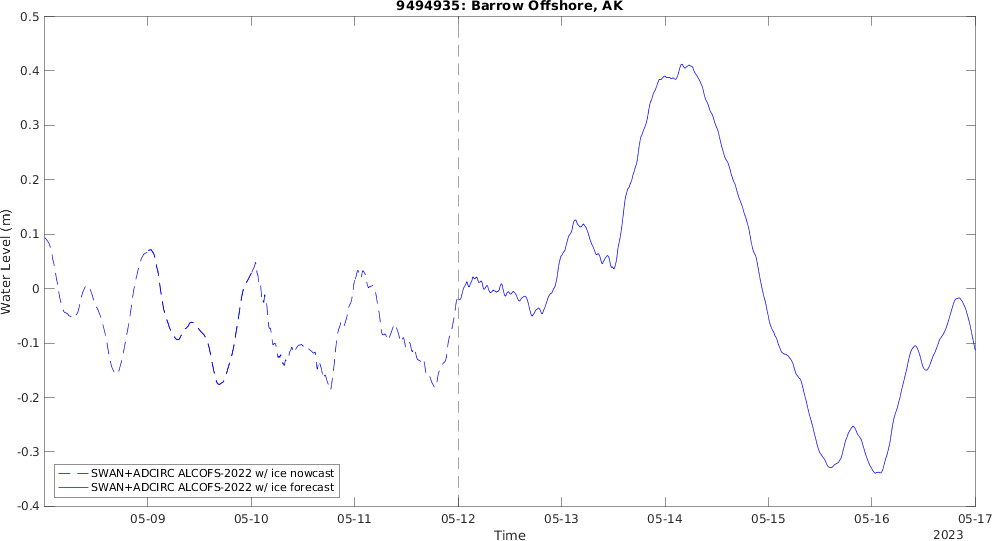 9494935: Barrow Offshore, AK
0.5
0.4
0.3
0.2
0.1
0
-0.1
-0.2
-0.3
-0.4
Water Level (m)
SWAN+ADCIRC ALCOFS-2022 w/ ice nowcast
SWAN+ADCIRC ALCOFS-2022 w/ ice forecast
05-09 05-10 05-11 05-12 05-13 05-14 05-15 05-16 05-17
Time
2023